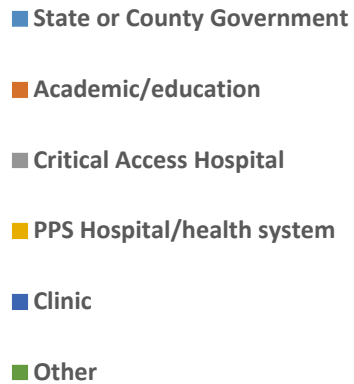 State or County Government
Academic/education
Critical Access Hospital
PPS Hospital/health system
Clinic
Other